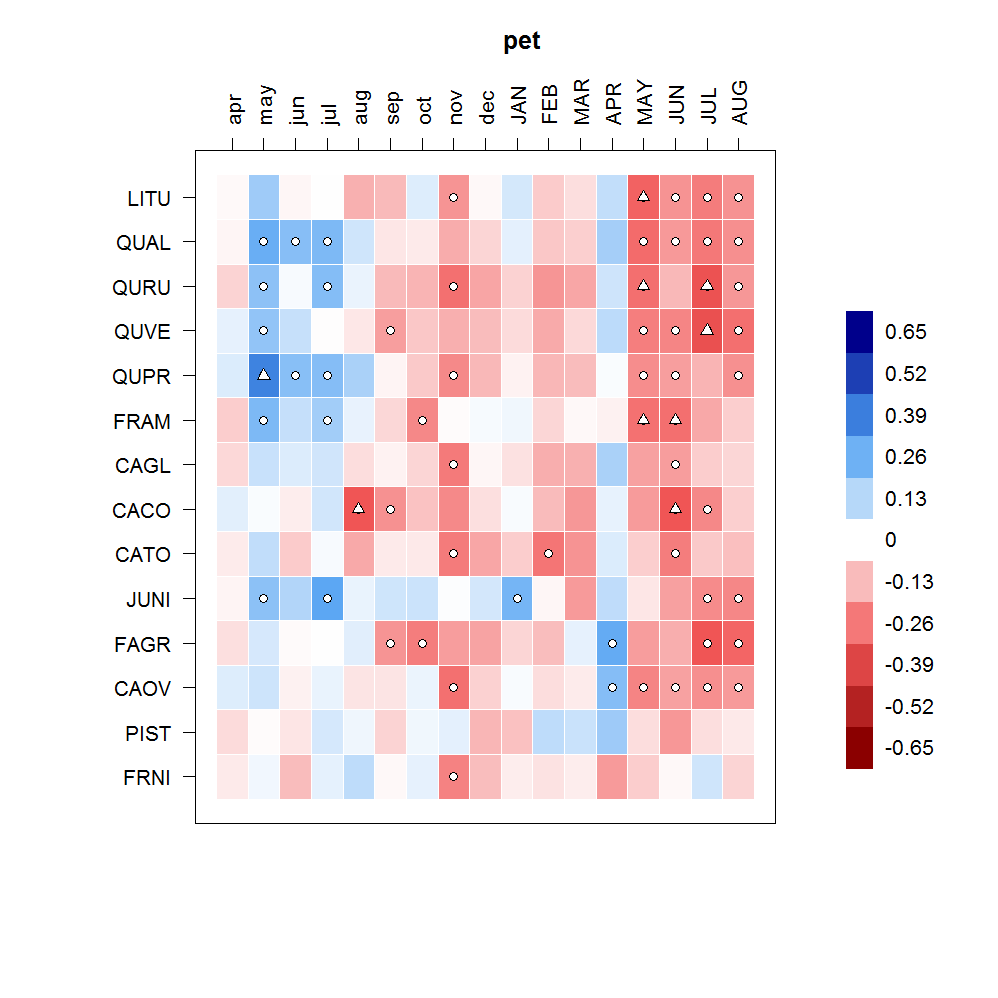 pet
apr may jun jul aug sep oct nov dec JAN FEB MAR APR MAY JUN JUL AUG
LITU
QUAL
QURU
QUVE
QUPR
FRAM
CAGL
CACO
CATO
JUNI
FAGR
CAOV
PIST
FRNI
0.65
0.52
0.39
0.26
0.13
0
-0.13
-0.26
-0.39
-0.52
-0.65